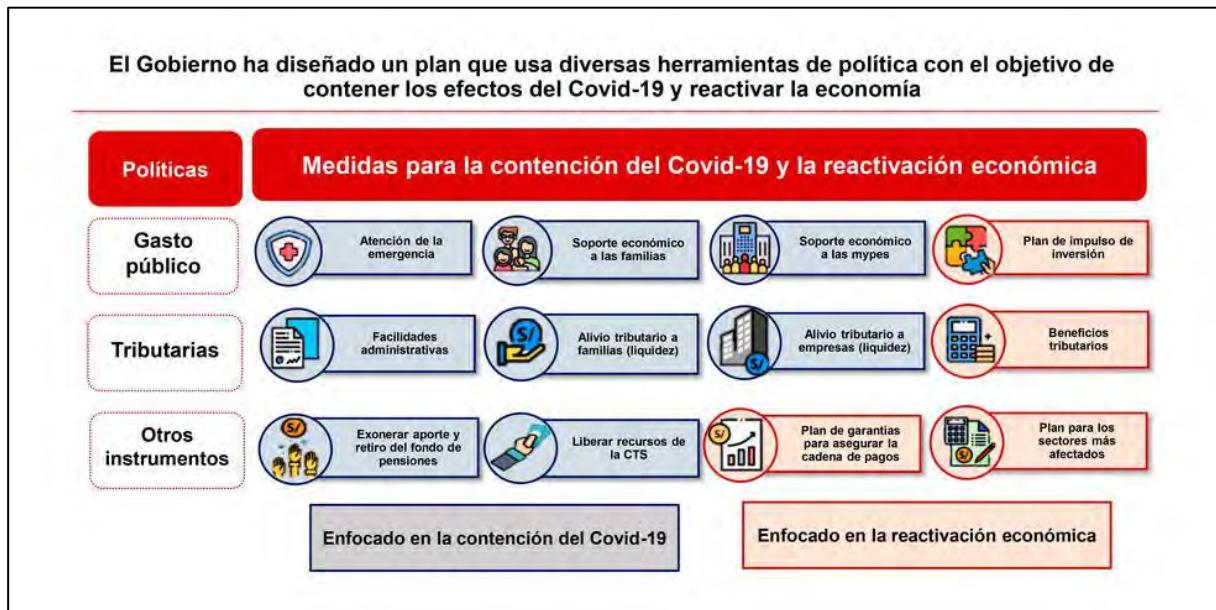 El Gobierno ha diseñado un plan que usa diversas herramientas de política con el objetivo de
contener los efectos del Covid-19 y reactivar la economía
Políticas
Medidas para la contención del Covid-19 y la reactivación económica
Gasto
público
Atención de la
emergencia
Soporte económico
a las familias
Soporte económico
a las mypes
Plan de impulso de
inversión
Tributarias
Facilidades
administrativas
S/
Alivio tributario a
familias (liquidez)
S/
Alivio tributario a
empresas (liquidez)
Beneficios
tributarios
Otros
instrumentos
S/
Exonerar aporte y
retiro del fondo de
pensiones
Liberar recursos de
la CTS
S/
Plan de garantías
para asegurar la
cadena de pagos
S/
Plan para los
sectores más
afectados
Enfocado en la contención del Covid-19
Enfocado en la reactivación económica